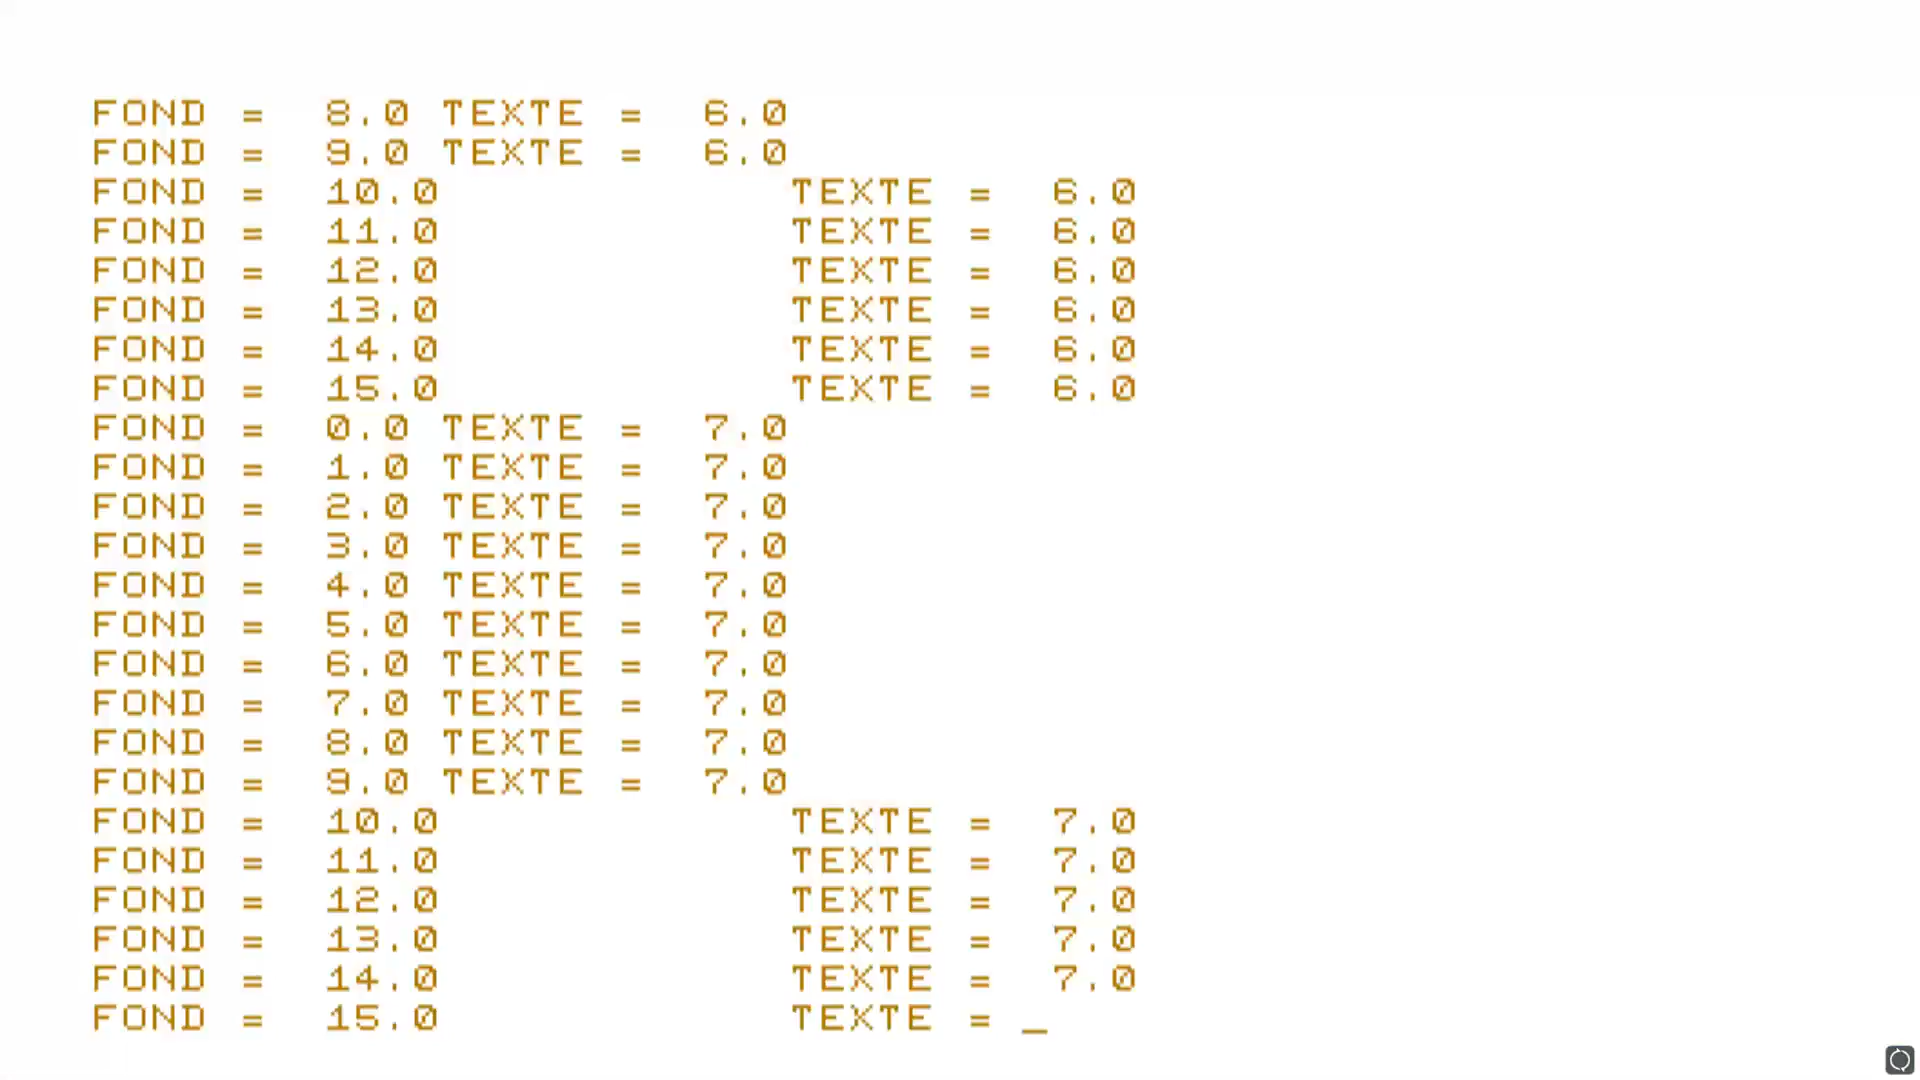 FOND =  8.0 TEXTE =  6.0
FOND =  9.0 TEXTE =  6.0
FOND =  10.0            TEXTE =  6.0
FOND =  11.0            TEXTE =  6.0
FOND =  12.0            TEXTE =  6.0
FOND =  13.0            TEXTE =  6.0
FOND =  14.0            TEXTE =  6.0
FOND =  15.0            TEXTE =  6.0
FOND =  0.0 TEXTE =  7.0
FOND =  1.0 TEXTE =  7.0
FOND =  2.0 TEXTE =  7.0
FOND =  3.0 TEXTE =  7.0
FOND =  4.0 TEXTE =  7.0
FOND =  5.0 TEXTE =  7.0
FOND =  6.0 TEXTE =  7.0
FOND =  7.0 TEXTE =  7.0
FOND =  8.0 TEXTE =  7.0
FOND =  9.0 TEXTE =  7.0
FOND =  10.0            TEXTE =  7.0
FOND =  11.0            TEXTE =  7.0
FOND =  12.0            TEXTE =  7.0
FOND =  13.0            TEXTE =  7.0
FOND =  14.0            TEXTE =  7.0
FOND =  15.0            TEXTE = _